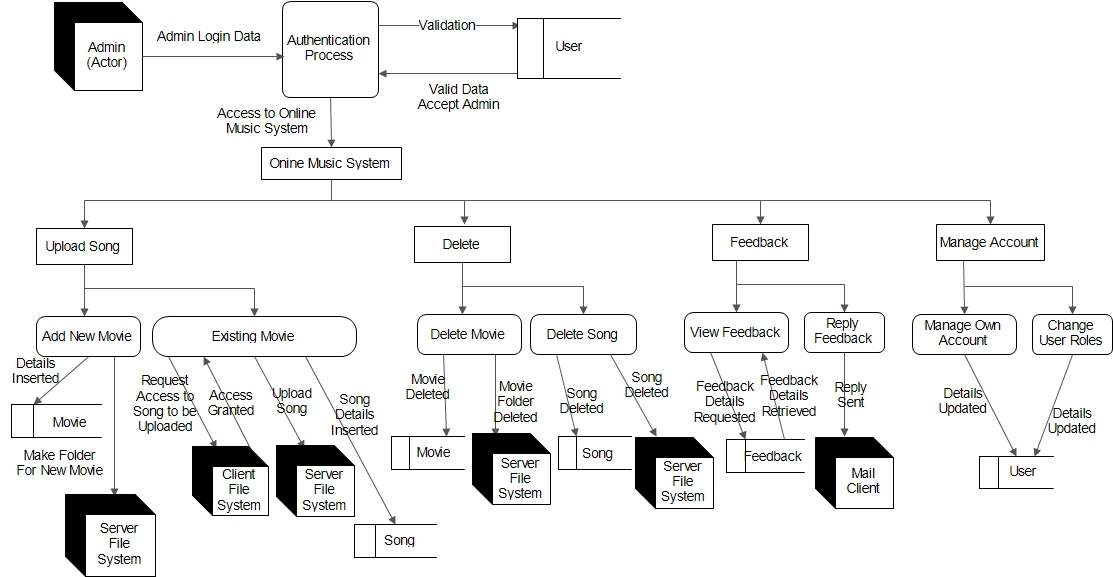 Admin
(Actor)
Admin Login Data
Authentication
Process
Validation
User
Valid Data
Accept Admin
Access to Online
Music System
Onine Music System
Upload Song
Delete
Feedback
Manage Account
Add New Movie
Existing Movie
Delete Movie
Delete Song
View Feedback
Reply
Feedback
Manage Own
Account
Change
User Roles
Details
Inserted
Request
Access to
Song to be
Uploaded
Access
Granted
Upload
Song
Song
Details
Inserted
Movie
Deleted
Movie
Folder
Deleted
Song
Deleted
Song
Deleted
Feedback
Details
Requested
Feedback
Details
Retrieved
Reply
Sent
Details
Updated
Details
Updated
Movie
Make Folder
For New Movie
Server
File
System
Client
File
System
Server
File
System
Song
Movie
Server
File
System
Song
Server
File
System
Feedback
Mail
Client
User